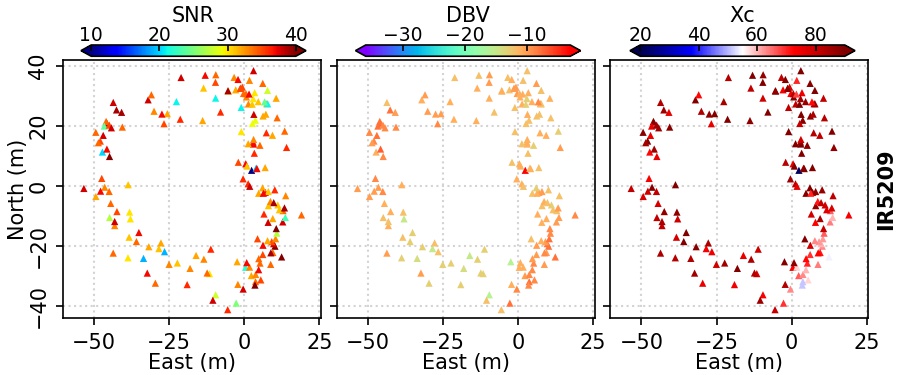 SNR DBV Xc
10 20 30 40 −30 −20 −10 20 40 60 80
40
20
0
−20
−40
North (m)
−50 −25 0 25 −50 −25 0 25 −50 −25 0 25
East (m) East (m) East (m)
IR5209